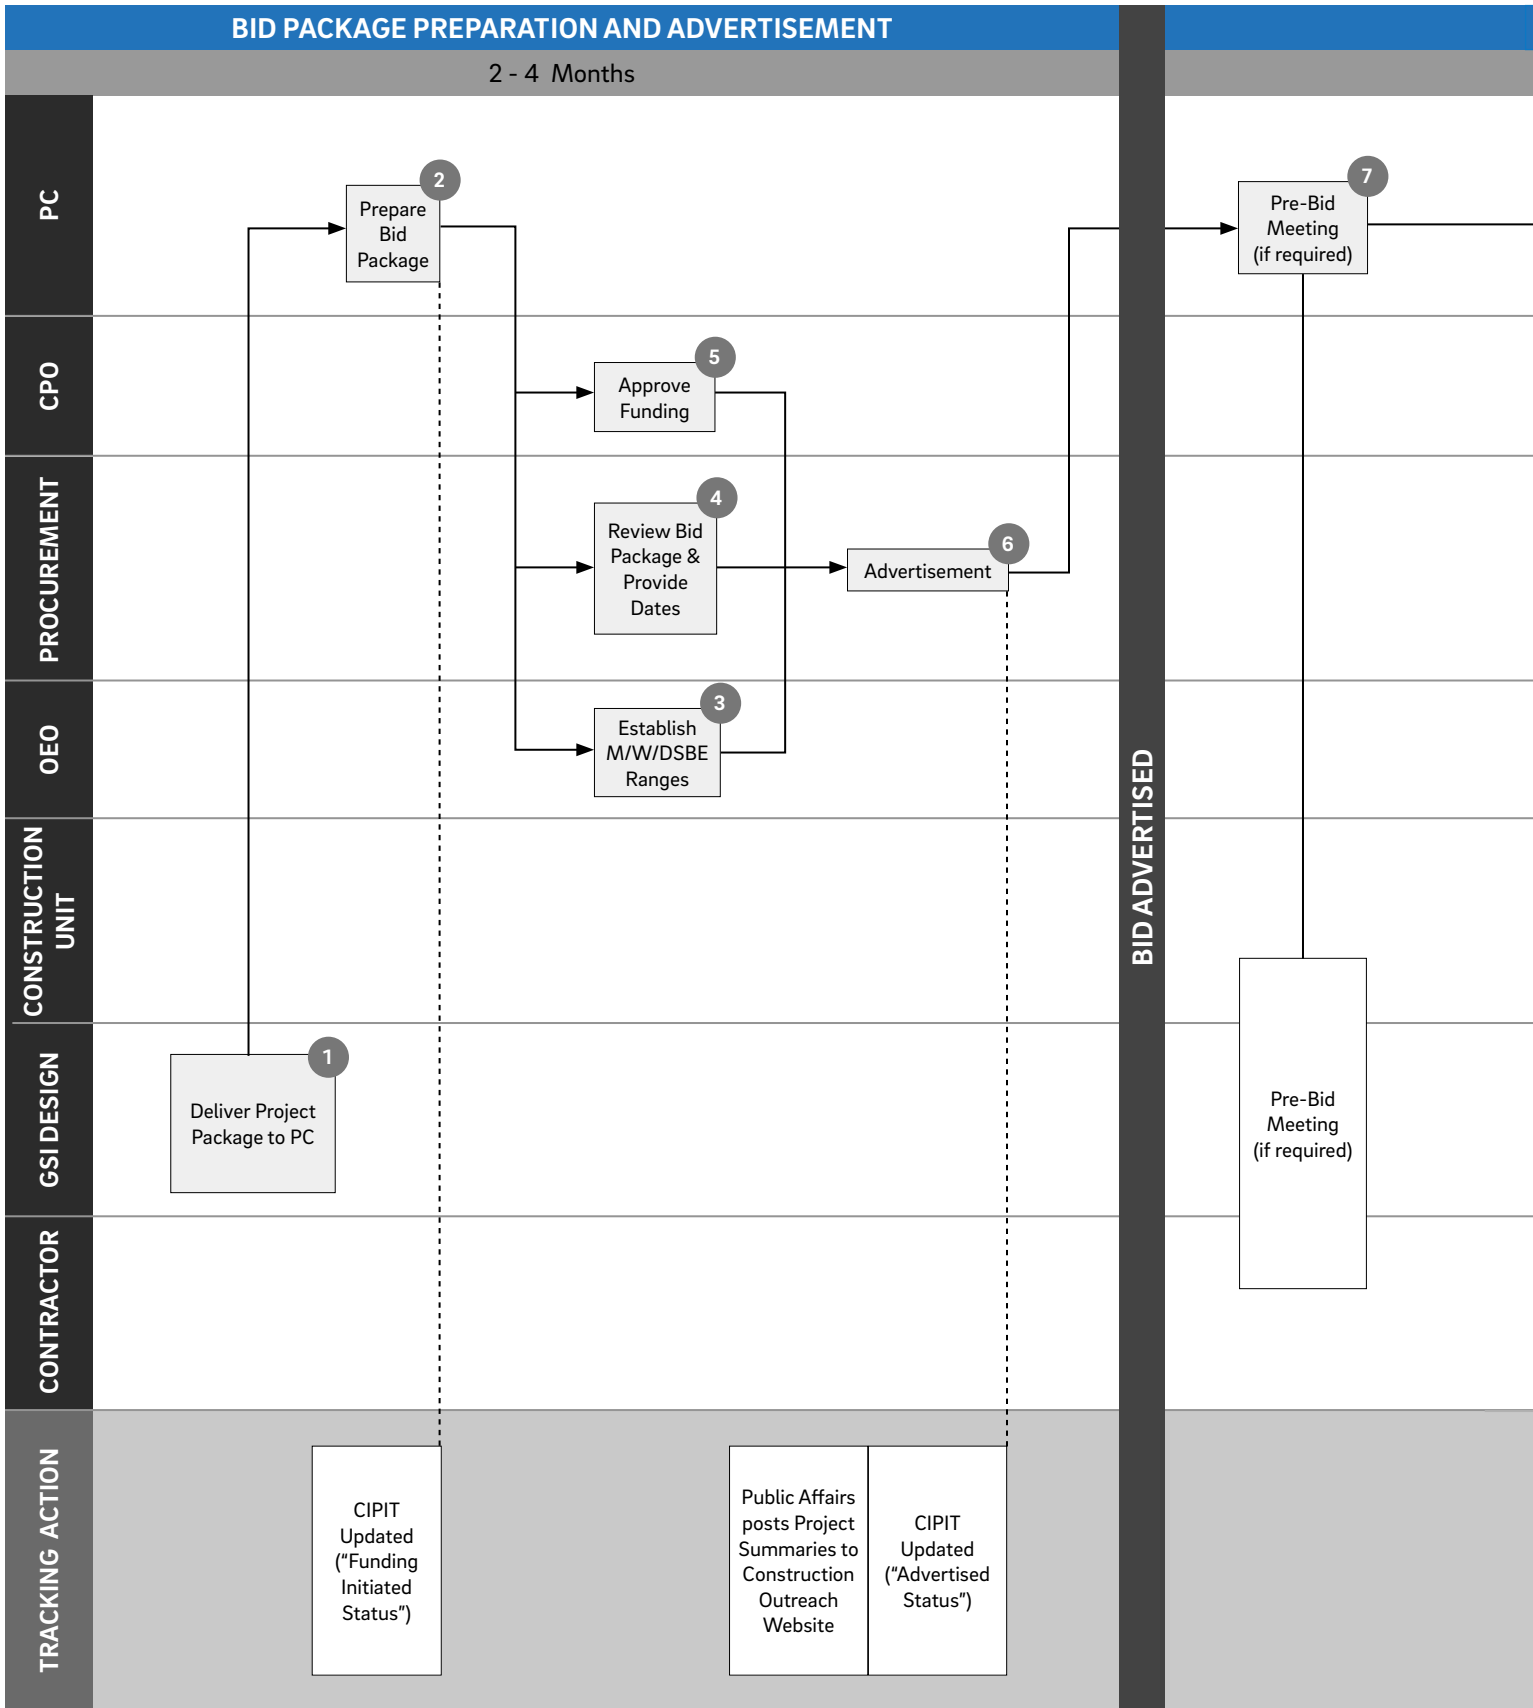 BID PACKAGE PREPARATION AND ADVERTISEMENT
2 - 4 Months
PC
2
Prepare
Bid
Package
7
Pre-Bid
Meeting
(if required)
CPO
5
Approve
Funding
PROCUREMENT
4
Review Bid
Package &
Provide
Dates
6
Advertisement
OEO
3
Establish
M/W/DSBE
Ranges
BID ADVERTISED
CONSTRUCTION
UNIT
GSI DESIGN
1
Deliver Project
Package to PC
Pre-Bid
Meeting
(if required)
CONTRACTOR
TRACKING ACTION
CIPIT
Updated
(“Funding
Initiated
Status”)
Public Affairs
posts Project
Summaries to
Construction
Outreach
Website
CIPIT
Updated
(“Advertised
Status”)